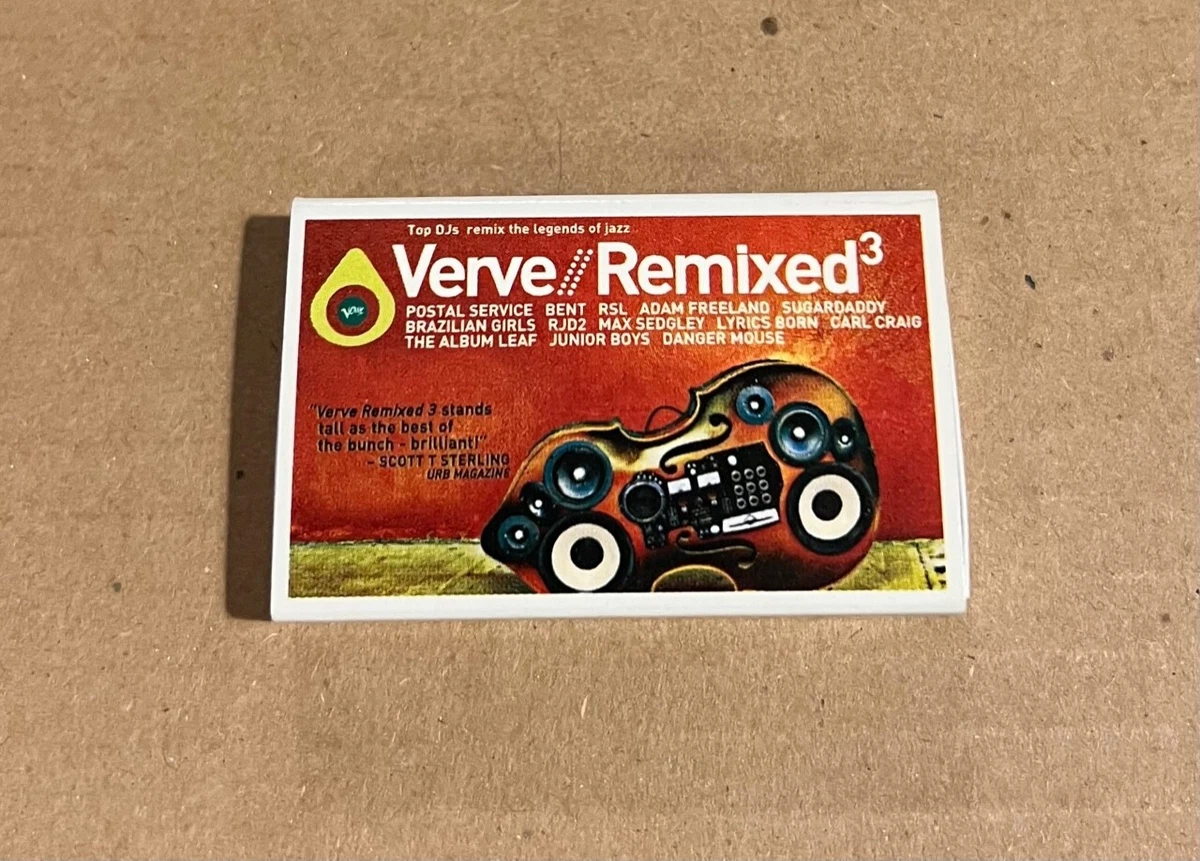 Top DJs remix the legends of jazz
Verve//Remixed³
POSTAL SERVICE BENT RSL ADAM FREELAND SUGARDADDY
BRAZILIAN GIRLS RJD2 MAX SEDGLEY LYRICS BORN CARL CRAIG
THE ALBUM LEAF JUNIOR BOYS DANGER MOUSE
Verve
"Verve Remixed 3 stands
tall as the best of
the bunch - brilliant!"
- SCOTT T STERLING
URB MAGAZINE